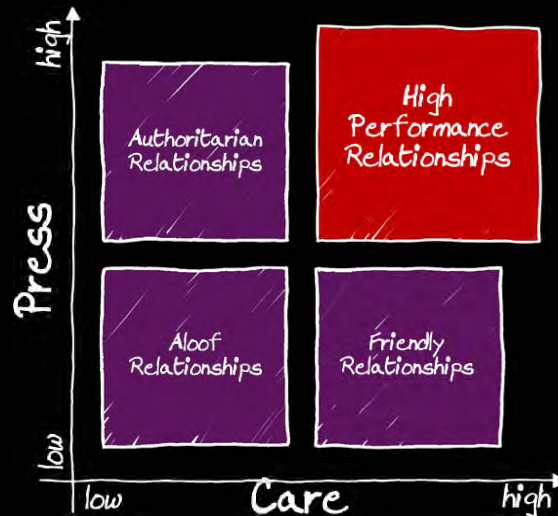 high
Press
low
Authoritarian
Relationships
High
Performance
Relationships
Aloof
Relationships
Friendly
Relationships
low
Care
high